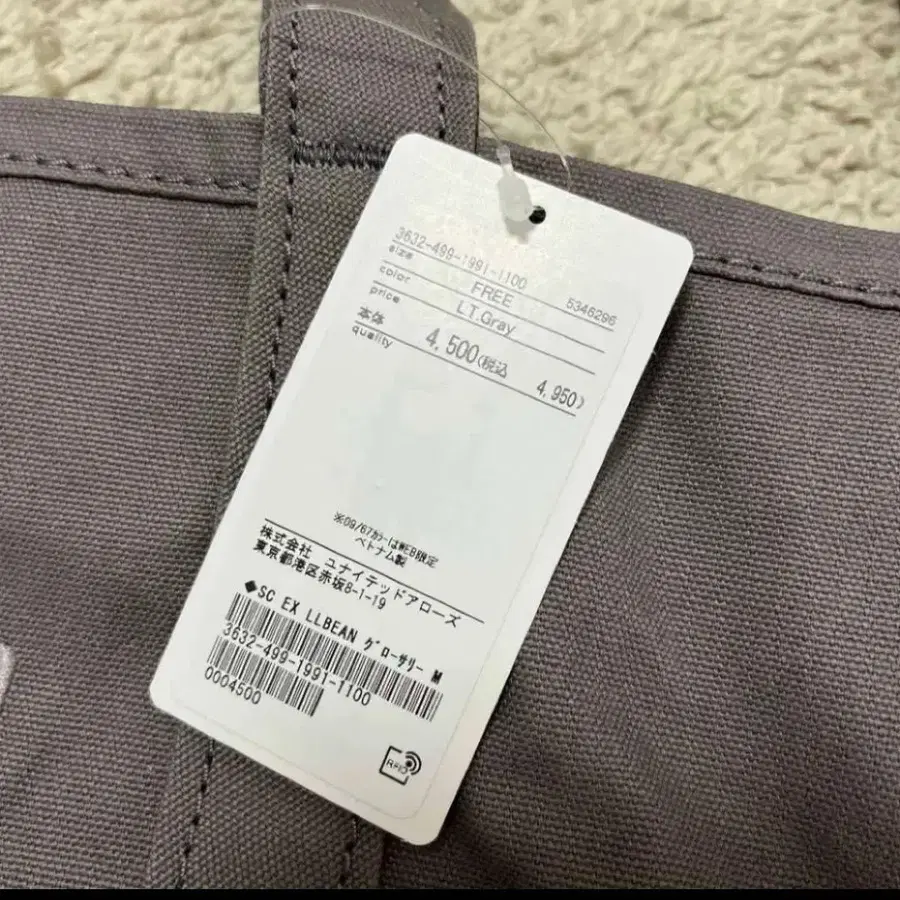 3632-499-1991-1100
size FREE 5346296
color LT.Gray
price
本体 4,500(税込 4,950)
quality
※09/67カラーはWEB限定
ベトナム製
株式会社 ユナイテッドアローズ
東京都港区赤坂8-1-19
◆SC EX LLBEAN グローサリー M
3632-499-1991-1100
0004500
RFID